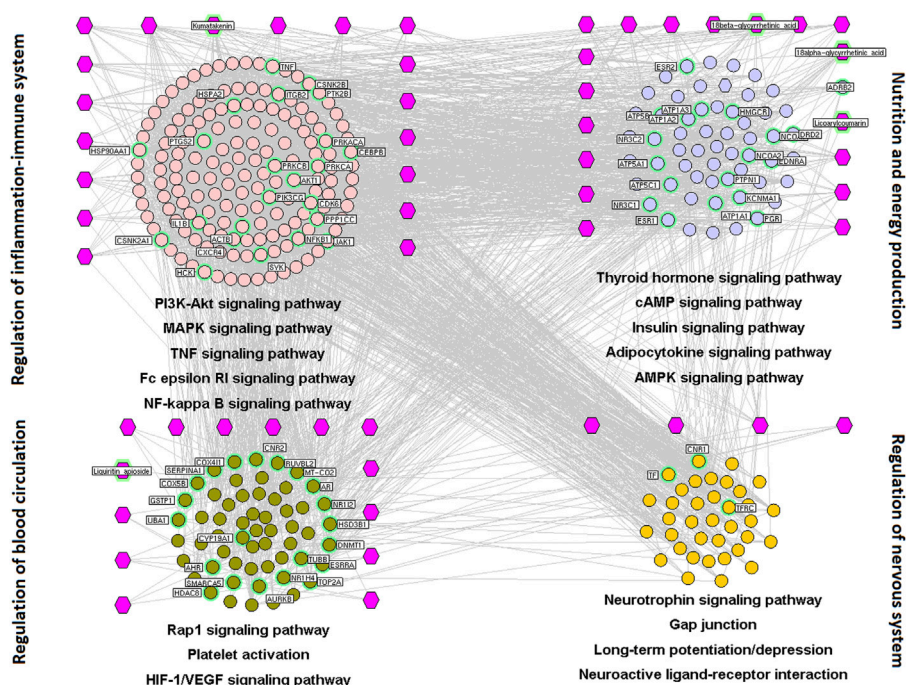 Regulation of inflammation-immune system
Kumatakenin
TNF
CSNK2B
HSPA2
ITGB2
PTK2B
PTGS2
PRKACA
HSP90AA1
CEBPB
PRKCB
PRKCA
AKT1
PIK3CG
CDK6
IL1B
PPP1CC
ACTB
NFKB1
JAK1
CSNK2A1
CXCR4
SYK
HCK
PI3K-Akt signaling pathway
MAPK signaling pathway
TNF signaling pathway
Fc epsilon RI signaling pathway
NF-kappa B signaling pathway
Nutrition and energy production
18beta-glycyrrhetinic acid
18alpha-glycyrrhetinic acid
ESR2
ADRB2
ATP1A3
HMGCR
ATP1A2
Licoarylcoumarin
NR3C2
DRD2
NCOA2
EDNRA
ATP5A1
PTPN1
ATP5C1
KCNMA1
NR3C1
ATP1A1
PGR
ESR1
Thyroid hormone signaling pathway
cAMP signaling pathway
Insulin signaling pathway
Adipocytokine signaling pathway
AMPK signaling pathway
Regulation of blood circulation
CNR2
COX4I1
RUVBL2
Liquiritin apioside
SERPINA1
MT-CO2
COX5B
AR
GSTP1
NR1I2
UBA1
HSD3B1
CYP19A1
DNMT1
TUBB
AHR
ESRRA
SMARCA5
NR1H4
TOP2A
HDAC8
AURKB
Rap1 signaling pathway
Platelet activation
HIF-1/VEGF signaling pathway
Regulation of nervous system
CNR1
TF
TFRC
Neurotrophin signaling pathway
Gap junction
Long-term potentiation/depression
Neuroactive ligand-receptor interaction